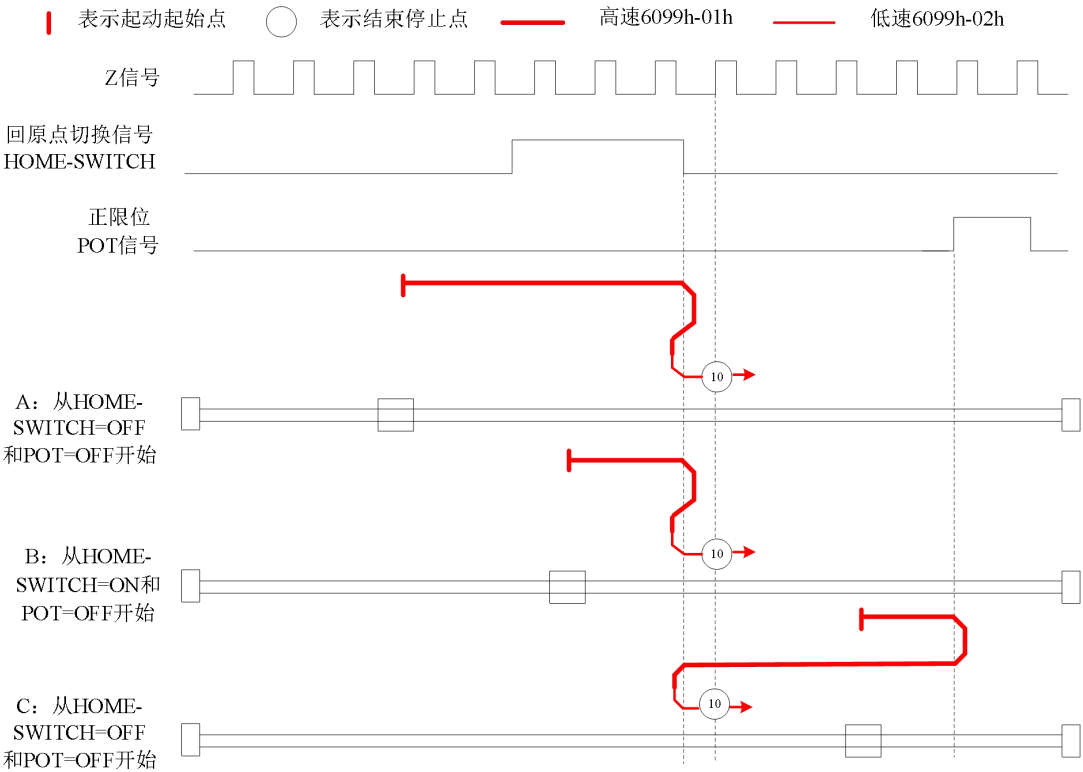 表示起动起始点
表示结束停止点
高速6099h-01h
低速6099h-02h
Z信号
回原点切换信号
HOME-SWITCH
正限位
POT信号
10
A：从HOME-
SWITCH=OFF
和POT=OFF开始
10
B：从HOME-
SWITCH=ON和
POT=OFF开始
10
C：从HOME-
SWITCH=OFF
和POT=OFF开始